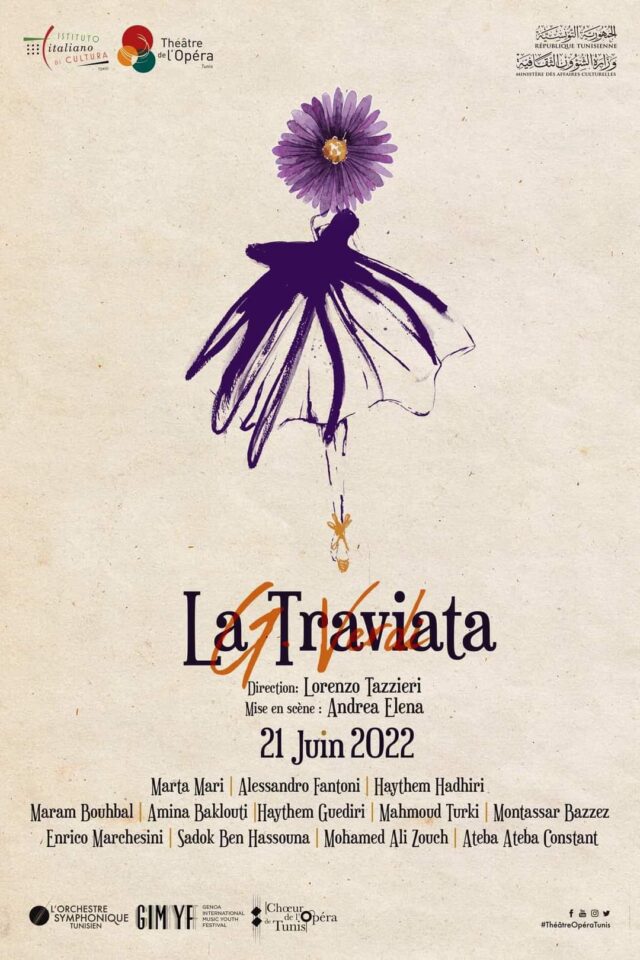 ISTITUTO
italiano
DI CULTURA
TUNISI
Théâtre
de l'Opéra
Tunis
الجمهورية التونسية
RÉPUBLIQUE TUNISIENNE
وزارة الشؤون الثقافية
MINISTÈRE DES AFFAIRES CULTURELLES
La Traviata
G. Verdi
Direction: Lorenzo Tazzieri
Mise en scène : Andrea Elena
21 Juin 2022
Marta Mari | Alessandro Fantoni | Haythem Hadhiri
Maram Bouhbal | Amina Baklouti |Haythem Guediri | Mahmoud Turki | Montassar Bazzez
Enrico Marchesini | Sadok Ben Hassouna | Mohamed Ali Zouch | Ateba Ateba Constant
L'ORCHESTRE
SYMPHONIQUE
TUNISIEN
GIMYF
GENOA
INTERNATIONAL
MUSIC YOUTH
FESTIVAL
Chœur
de l'Opéra
de Tunis
#ThéâtreOpéraTunis